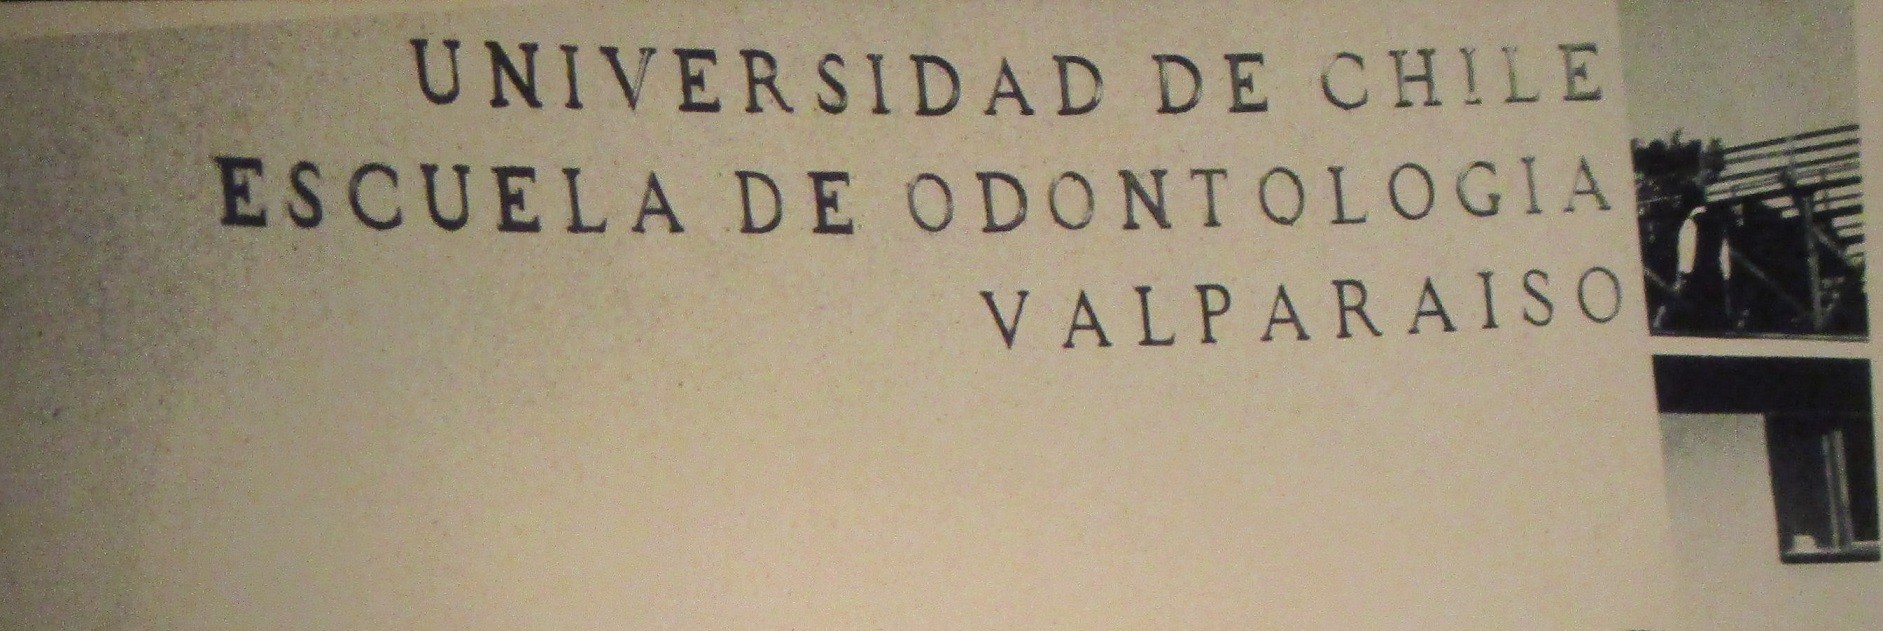 UNIVERSIDAD DE CHILE
ESCUELA DE ODONTOLOGIA
VALPARAISO